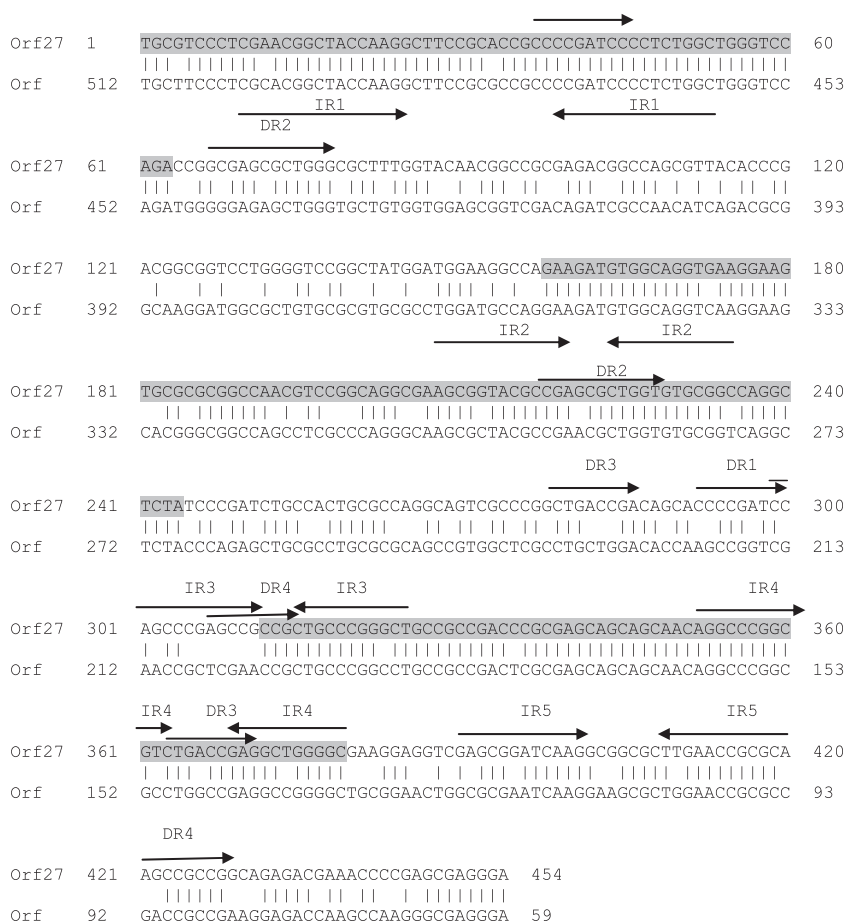 Orf27 1 TGCGTCCCTCGAACGGCTACCAAGGCTTCCGCACCGCCCCGATCCCCTCTGGCTGGGTCC 60
Orf 512 TGCTTCCCTCGCACGGCTACCAAGGCTTCCGCGCCGCCCCGATCCCCTCTGGCTGGGTCC 453
IR1 IR1
DR2
Orf27 61 AGACCGGCGAGCGCTGGGCGCTTTGGTACAACGGCCGCGAGACGGCCAGCGTTACACCCG 120
Orf 452 AGATGGGGGAGAGCTGGGTGCTGTGGTGGAGCGGTCGACAGATCGCCAACATCAGACGCG 393
Orf27 121 ACGGCGGTCCTGGGGTCCGGCTATGGATGGAAGGCCAGAAGATGTGGCAGGTGAAGGAAG 180
Orf 392 GCAAGGATGGCGCTGTGCGCGTGCGCCTGGATGCCAGGAAGATGTGGCAGGTCAAGGAAG 333
IR2 IR2
DR2
Orf27 181 TGCGCGCGGCCAACGTCCGGCAGGCGAAGCGGTACGCCGAGCGCTGGTGTGCGGCCAGGC 240
Orf 332 CACGGGCGGCCAGCCTCGCCCAGGGCAAGCGCTACGCCGAACGCTGGTGTGCGGTCAGGC 273
DR3 DR1
Orf27 241 TCTATCCCGATCTGCCACTGCGCCAGGCAGTCGCCCGGCTGACCGACAGCACCCCGATCC 300
Orf 272 TCTACCCAGAGCTGCGCCTGCGCGCAGCCGTGGCTCGCCTGCTGGACACCAAGCCGGTCG 213
IR3 DR4 IR3 IR4
Orf27 301 AGCCCGAGCCGCCGCTGCCCGGGCTGCCGCCGACCCGCGAGCAGCAGCAACAGGCCCGGC 360
Orf 212 AACCGCTCGAACCGCTGCCCGGCCTGCCGCCGACTCGCGAGCAGCAGCAACAGGCCCGGC 153
IR4 DR3 IR4 IR5 IR5
Orf27 361 GTCTGACCGAGGCTGGGGCGAAGGAGGTCGAGCGGATCAAGGCGGCGCTTGAACCGCGCA 420
Orf 152 GCCTGGCCGAGGCCGGGGCTGCGGAACTGGCGCGAATCAAGGAAGCGCTGGAACCGCGCC 93
DR4
Orf27 421 AGCCGCCGGCAGAGACGAAACCCCGAGCGAGGGA 454
Orf 92 GACCGCCGAAGGAGACCAAGCCAAGGGCGAGGGA 59